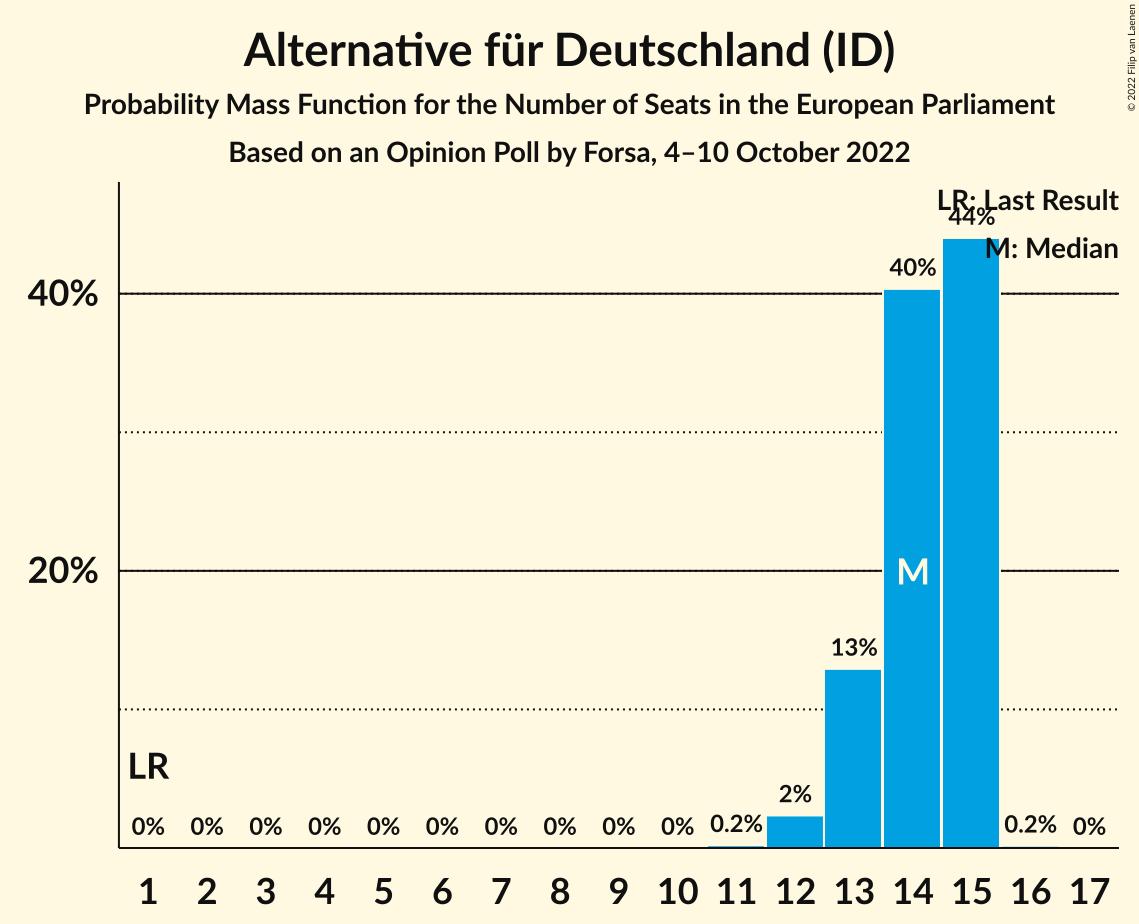 Alternative für Deutschland (ID)
Probability Mass Function for the Number of Seats in the European Parliament
Based on an Opinion Poll by Forsa, 4–10 October 2022
© 2022 Filip van Laenen
LR: Last Result
M: Median
40%
20%
LR
M
0% 0% 0% 0% 0% 0% 0% 0% 0% 0% 0.2% 2% 13% 40% 44% 0.2% 0%
1 2 3 4 5 6 7 8 9 10 11 12 13 14 15 16 17